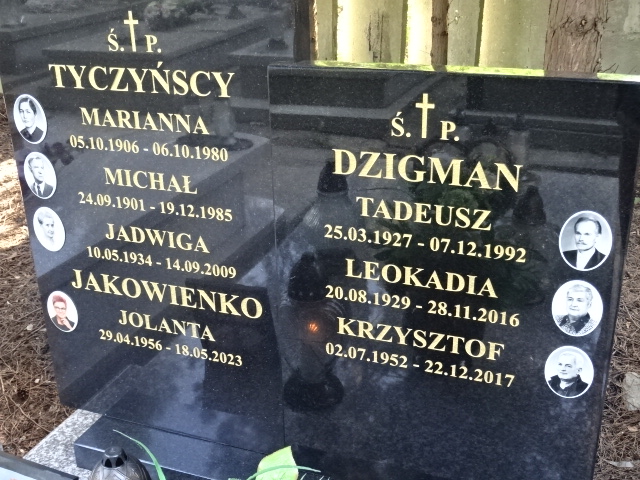 Ś. P.
TYCZYŃSCY
MARIANNA
05.10.1906 - 06.10.1980
MICHAŁ
24.09.1901 - 19.12.1985
JADWIGA
10.05.1934 - 14.09.2009
JAKOWIENKO
JOLANTA
29.04.1956 - 18.05.2023
Ś. P.
DZIGMAN
TADEUSZ
25.03.1927 - 07.12.1992
LEOKADIA
20.08.1929 - 28.11.2016
KRZYSZTOF
02.07.1952 - 22.12.2017